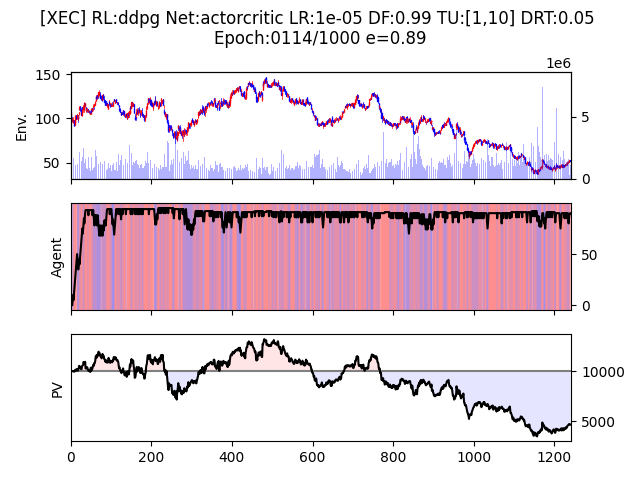 [XEC] RL:ddpg Net:actorcritic LR:1e-05 DF:0.99 TU:[1,10] DRT:0.05
Epoch:0114/1000 e=0.89
1e6
150
100
50
Env.
5
0
Agent
50
0
PV
10000
5000
0 200 400 600 800 1000 1200